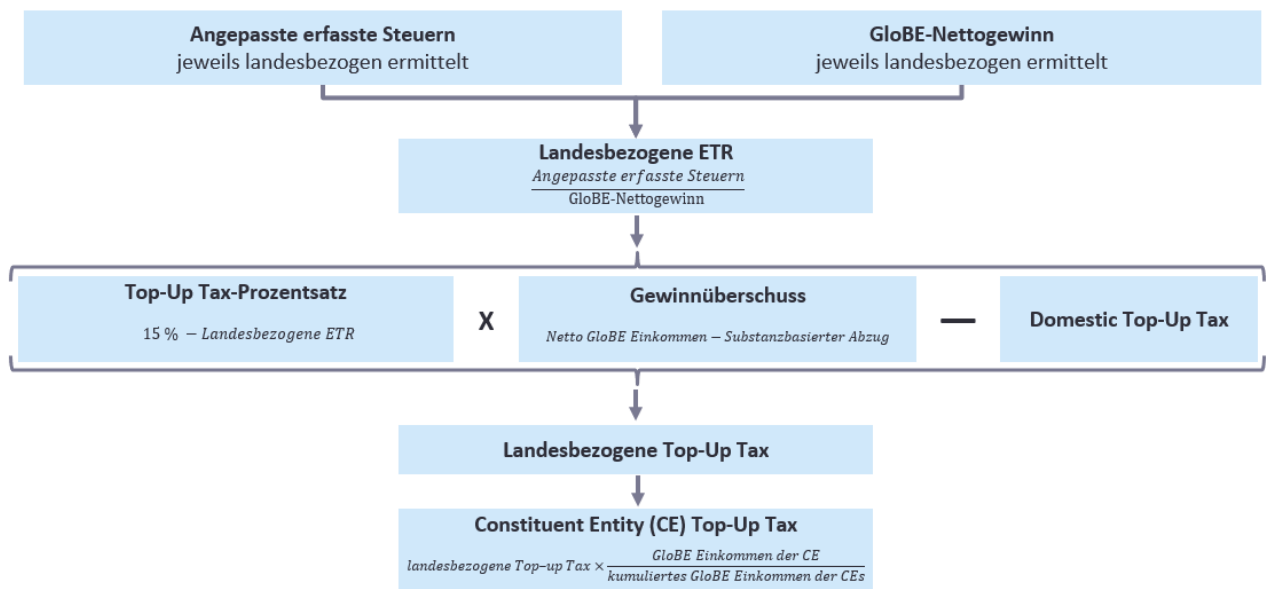 Angepasste erfasste Steuern
jeweils landesbezogen ermittelt
GloBE-Nettogewinn
jeweils landesbezogen ermittelt
Landesbezogene ETR
Angepasste erfasste Steuern
GloBE-Nettogewinn
Top-Up Tax-Prozentsatz
15 % − Landesbezogene ETR
X
Gewinnüberschuss
Netto GloBE Einkommen − Substanzbasierter Abzug
—
Domestic Top-Up Tax
Landesbezogene Top-Up Tax
Constituent Entity (CE) Top-Up Tax
landesbezogene Top–up Tax ×
GloBE Einkommen der CE
kumuliertes GloBE Einkommen der CEs